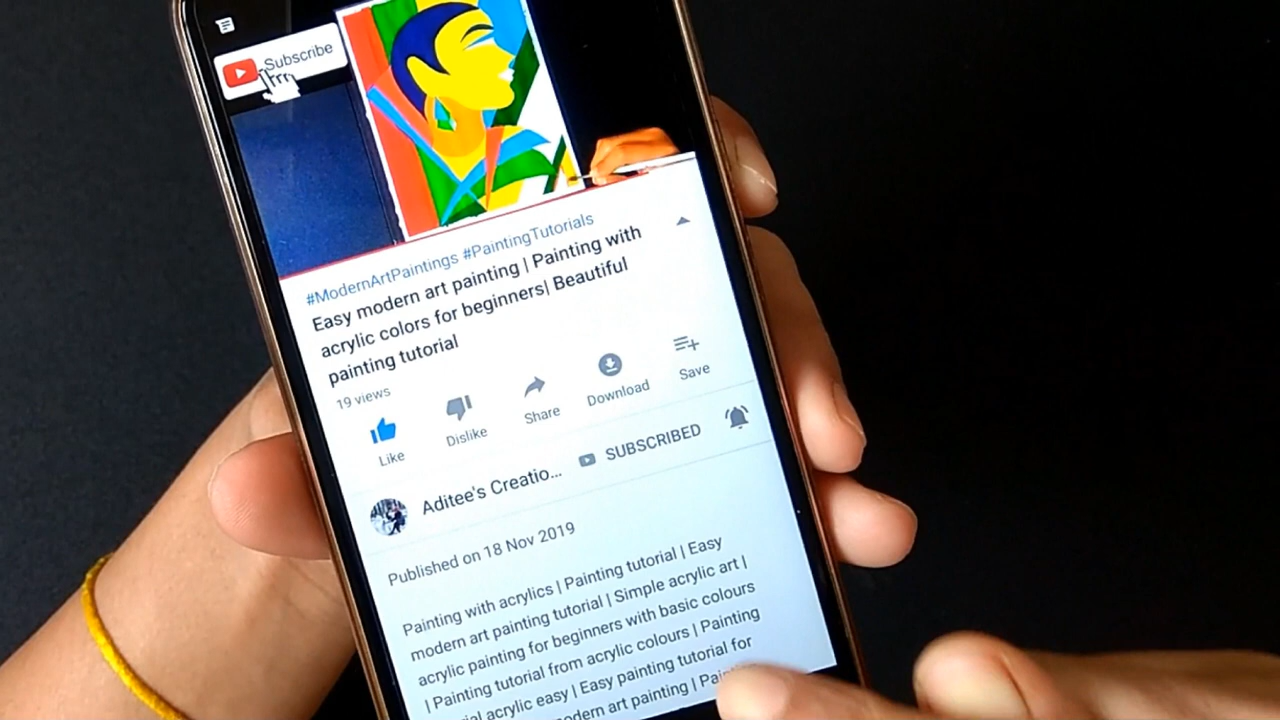 Subscribe
#ModernArtPaintings #PaintingTutorials
Easy modern art painting | Painting with
acrylic colors for beginners| Beautiful
painting tutorial
19 views
Like
Dislike
Share
Download
Save
Aditee's Creatio...
SUBSCRIBED
Published on 18 Nov 2019
Painting with acrylics | Painting tutorial | Easy
modern art painting tutorial | Simple acrylic art |
acrylic painting for beginners with basic colours
| Painting tutorial from acrylic colours | Painting
acrylic easy | Easy painting tutorial for
modern art painting |